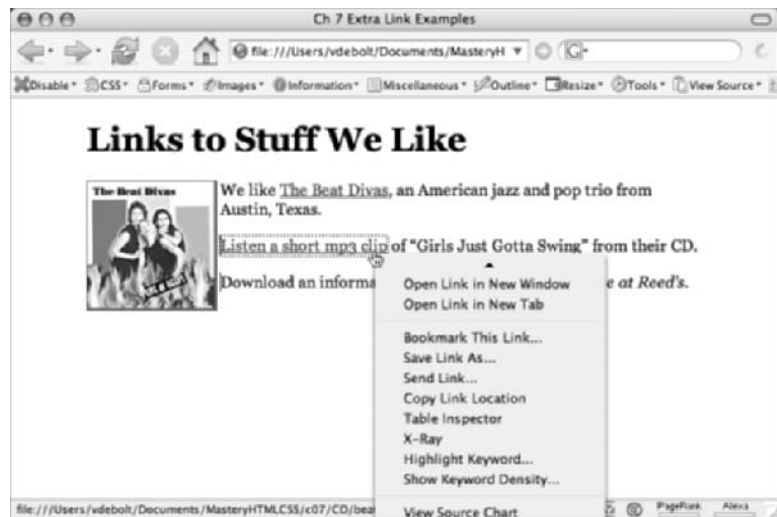 Ch 7 Extra Link Examples
file:///Users/vdebolt/Documents/MasteryH
G
Disable CSS Forms Images Information Miscellaneous Outline Resize Tools View Source
Links to Stuff We Like
The Beat Divas
We like The Beat Divas, an American jazz and pop trio from
Austin, Texas.
Listen a short mp3 clip of “Girls Just Gotta Swing” from their CD.
Download an informa
e at Reed's.
Open Link in New Window
Open Link in New Tab
Bookmark This Link...
Save Link As...
Send Link...
Copy Link Location
Table Inspector
X-Ray
Highlight Keyword...
Show Keyword Density...
View Source Chart
file:///Users/vdebolt/Documents/MasteryHTMLCSS/c07/CD/bea
PageRank Alexa